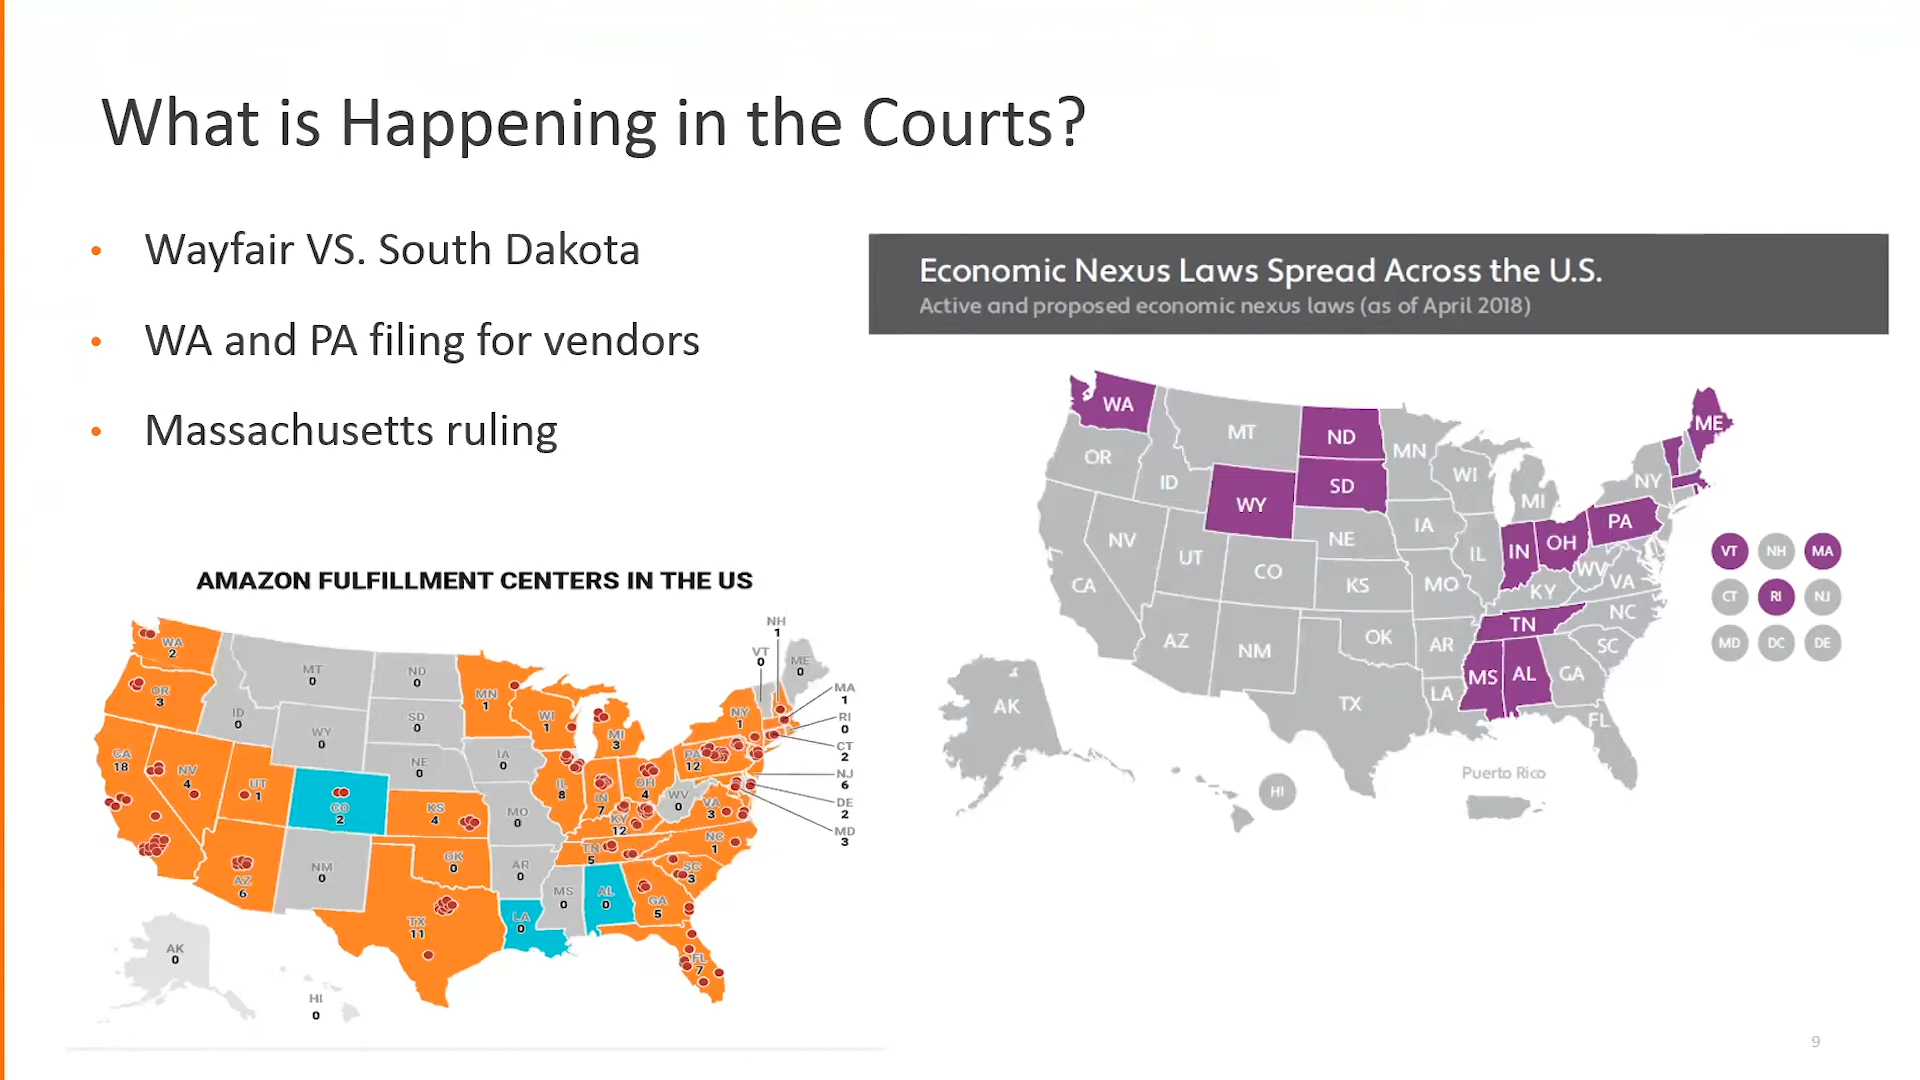 What is Happening in the Courts?
• Wayfair VS. South Dakota
• WA and PA filing for vendors
• Massachusetts ruling
Economic Nexus Laws Spread Across the U.S.
Active and proposed economic nexus laws (as of April 2018)
WA
MT
ND
MN
ME
OR
ID
WY
SD
WI
MI
NY
NV
UT
CO
NE
IA
IL
IN
OH
PA
CA
KS
MO
KY
WV
VA
AZ
NM
OK
AR
TN
NC
SC
TX
LA
MS
AL
GA
FL
AK
HI
Puerto Rico
VT NH MA
CT RI NJ
MD DC DE
AMAZON FULFILLMENT CENTERS IN THE US
WA
2
OR
3
CA
18
NV
4
ID
0
MT
0
WY
0
UT
1
CO
2
AZ
6
NM
0
ND
0
SD
0
NE
0
KS
4
OK
0
TX
11
MN
1
IA
0
MO
0
AR
0
LA
0
WI
1
IL
8
MI
3
IN
7
OH
4
KY
12
TN
5
MS
0
AL
0
GA
5
FL
7
SC
3
NC
1
VA
3
WV
0
PA
12
NY
1
VT
0
NH
1
ME
0
MA
1
RI
0
CT
2
NJ
6
DE
2
MD
3
AK
0
HI
0
9